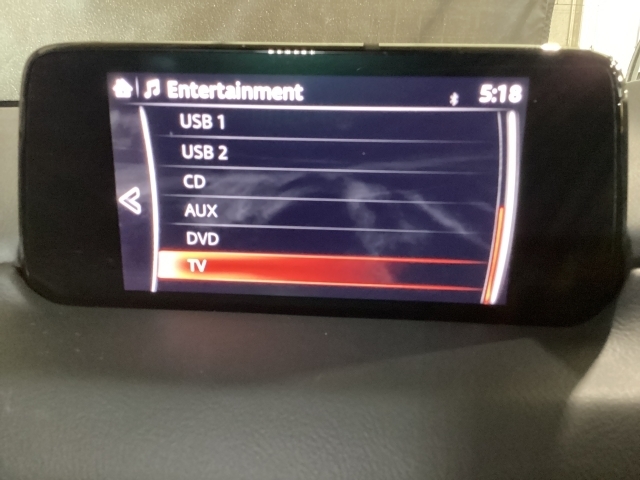 Entertainment 5:18
USB 1
USB 2
CD
AUX
DVD
TV